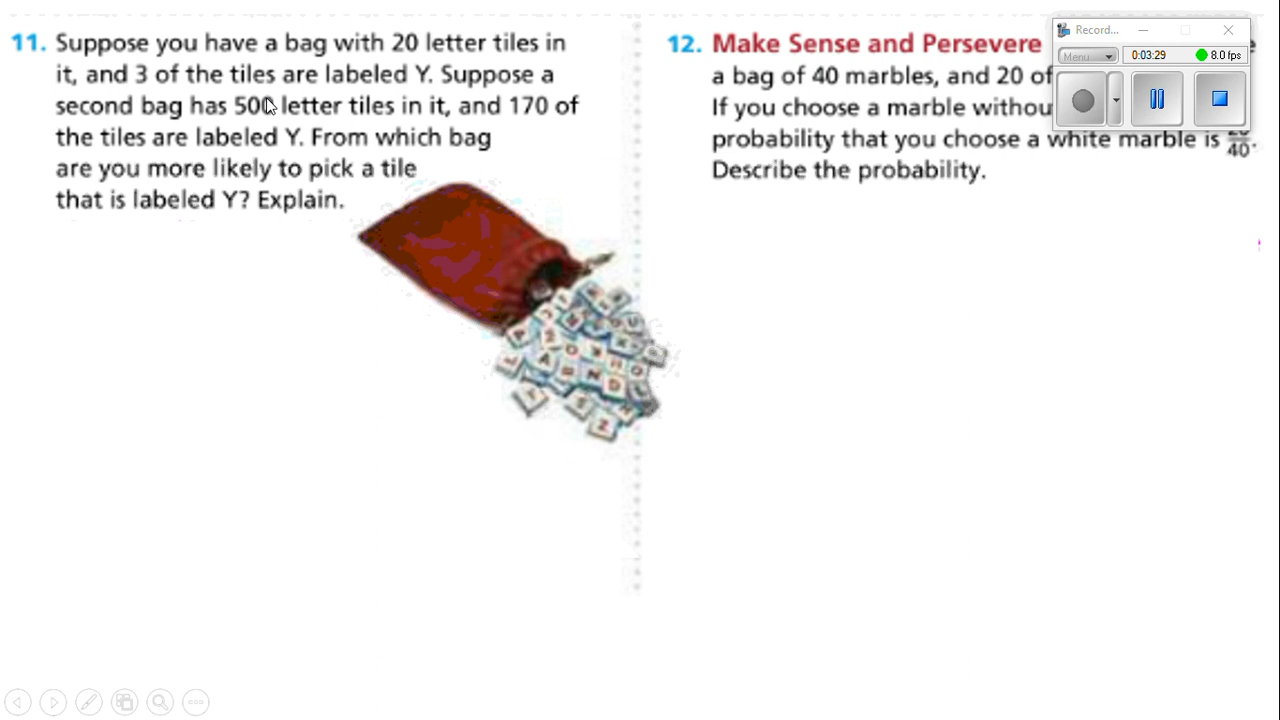 11. Suppose you have a bag with 20 letter tiles in
it, and 3 of the tiles are labeled Y. Suppose a
second bag has 500 letter tiles in it, and 170 of
the tiles are labeled Y. From which bag
are you more likely to pick a tile
that is labeled Y? Explain.
12. Make Sense and Persevere
a bag of 40 marbles, and 20 of
If you choose a marble withou
probability that you choose a white marble is 20/40.
Describe the probability.
Record...
Menu
0:03:29
8.0 fps